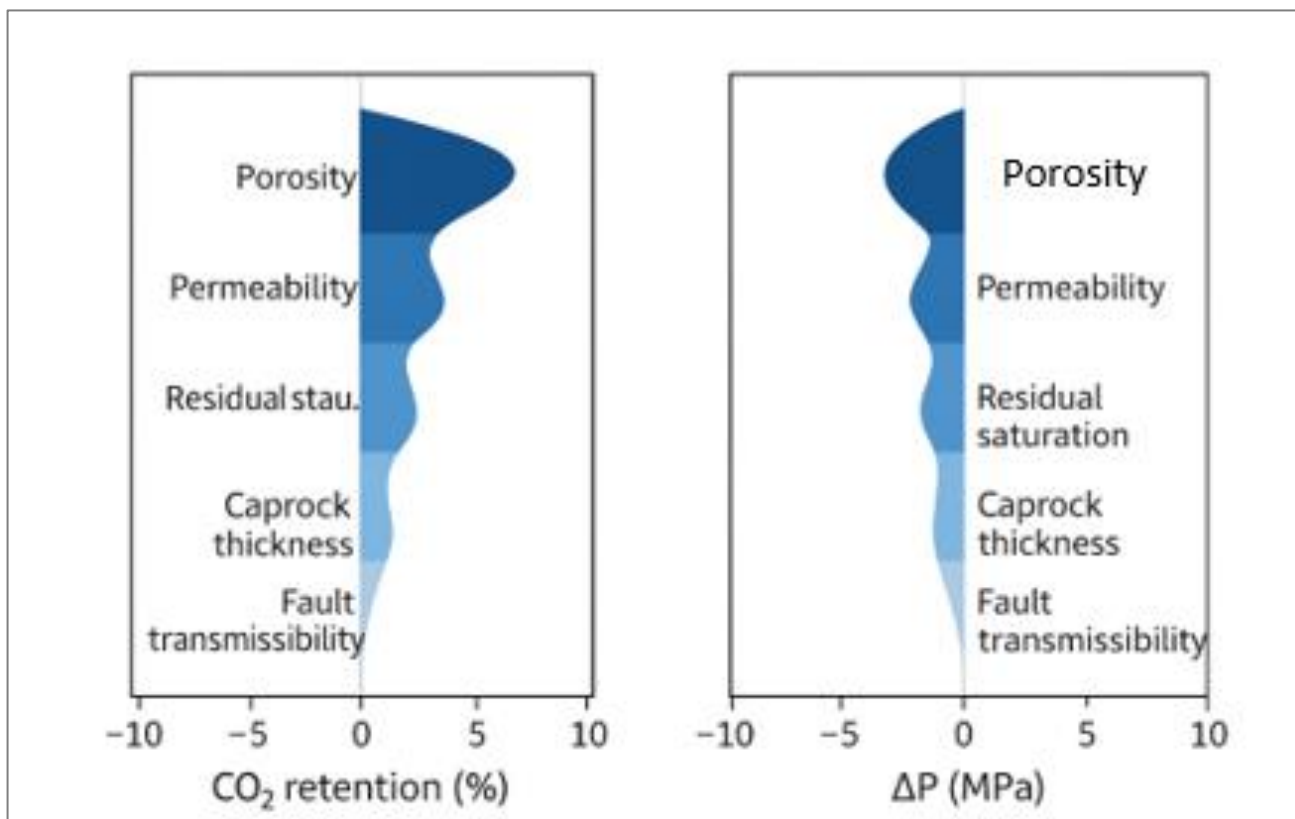 Porosity
Permeability
Residual stau.
Caprock
thickness
Fault
transmissibility
−10 −5 0 5 10
CO₂ retention (%)
Porosity
Permeability
Residual
saturation
Caprock
thickness
Fault
transmissibility
−10 −5 0 5 10
ΔP (MPa)